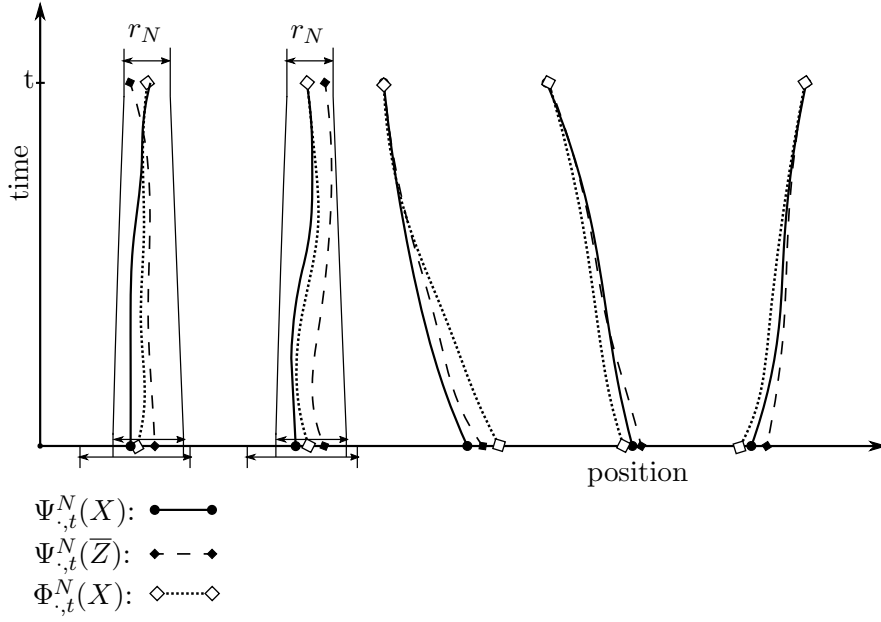 r_N r_N
t
time
position
Ψ^N_{·,t}(X):
Ψ^N_{·,t}(\overline{Z}):
Φ^N_{·,t}(X):